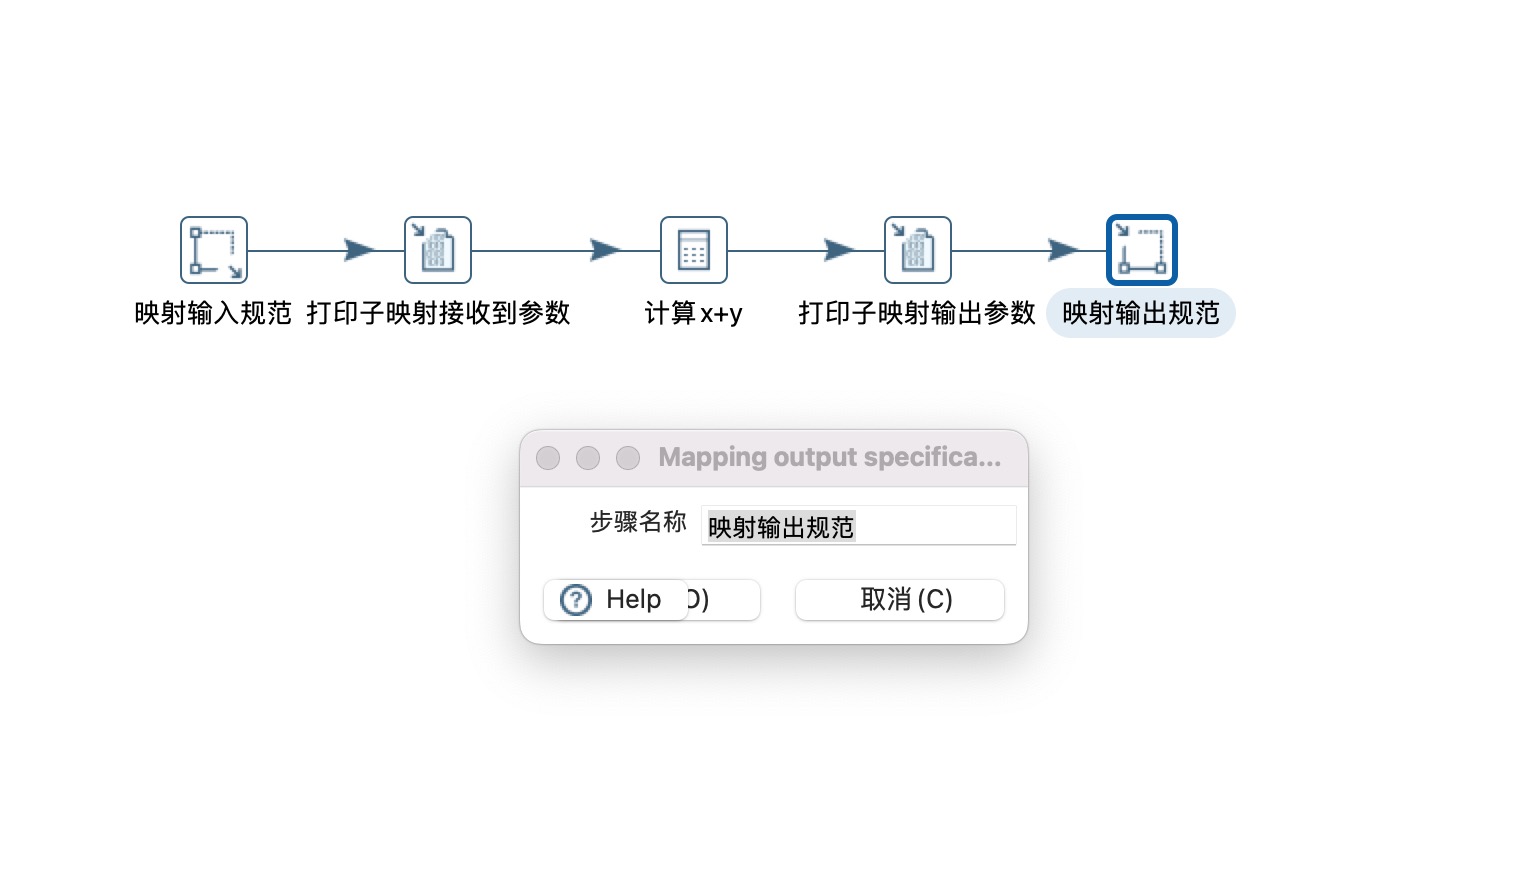 映射输入规范
打印子映射接收到参数
计算x+y
打印子映射输出参数
映射输出规范
Mapping output specifica...
步骤名称
映射输出规范
Help
取消(C)